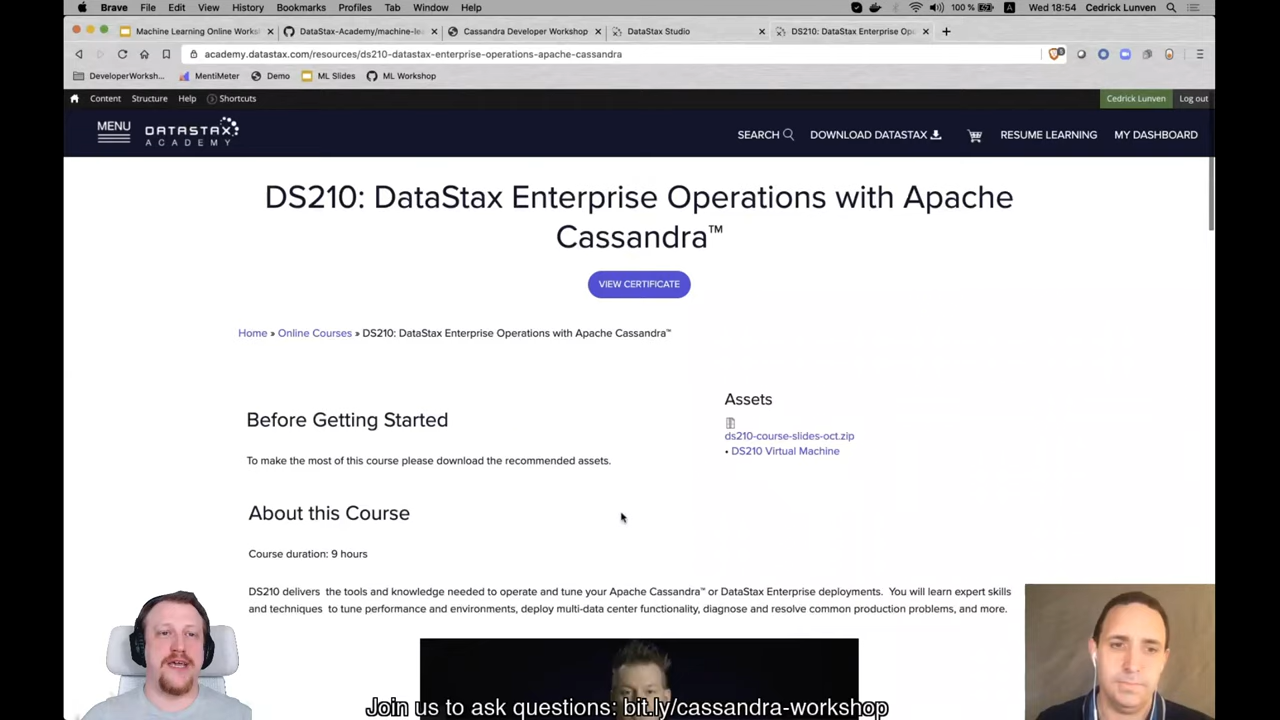 Brave File Edit View History Bookmarks Profiles Tab Window Help 100 % A Wed 18:54 Cedrick Lunven
Machine Learning Online Works DataStax-Academy/machine-le Cassandra Developer Workshop DataStax Studio DS210: DataStax Enterprise Op
academy.datastax.com/resources/ds210-datastax-enterprise-operations-apache-cassandra
DeveloperWorksh... MentiMeter Demo ML Slides ML Workshop
Content Structure Help Shortcuts Cedrick Lunven Log out
MENU DATASTAX ACADEMY SEARCH DOWNLOAD DATASTAX RESUME LEARNING MY DASHBOARD
DS210: DataStax Enterprise Operations with Apache
Cassandra™
VIEW CERTIFICATE
Home » Online Courses » DS210: DataStax Enterprise Operations with Apache Cassandra™
Before Getting Started
To make the most of this course please download the recommended assets.
Assets
ds210-course-slides-oct.zip
• DS210 Virtual Machine
About this Course
Course duration: 9 hours
DS210 delivers the tools and knowledge needed to operate and tune your Apache Cassandra™ or DataStax Enterprise deployments. You will learn expert skills
and techniques to tune performance and environments, deploy multi-data center functionality, diagnose and resolve common production problems, and more.
Join us to ask questions: bit.ly/cassandra-workshop